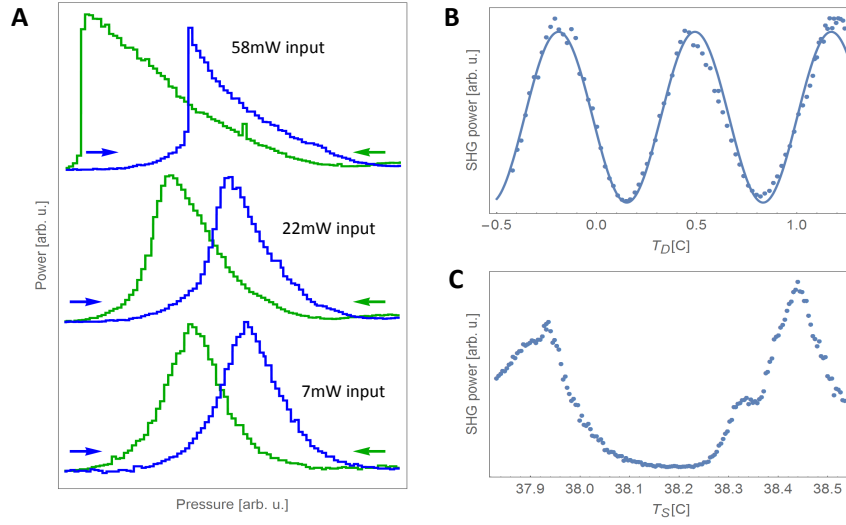 A
58mW input
22mW input
7mW input
Power [arb. u.]
Pressure [arb. u.]
B
SHG power [arb. u.]
-0.5 0.0 0.5 1.0
T_D[C]
C
SHG power [arb. u.]
37.9 38.0 38.1 38.2 38.3 38.4 38.5
T_S[C]